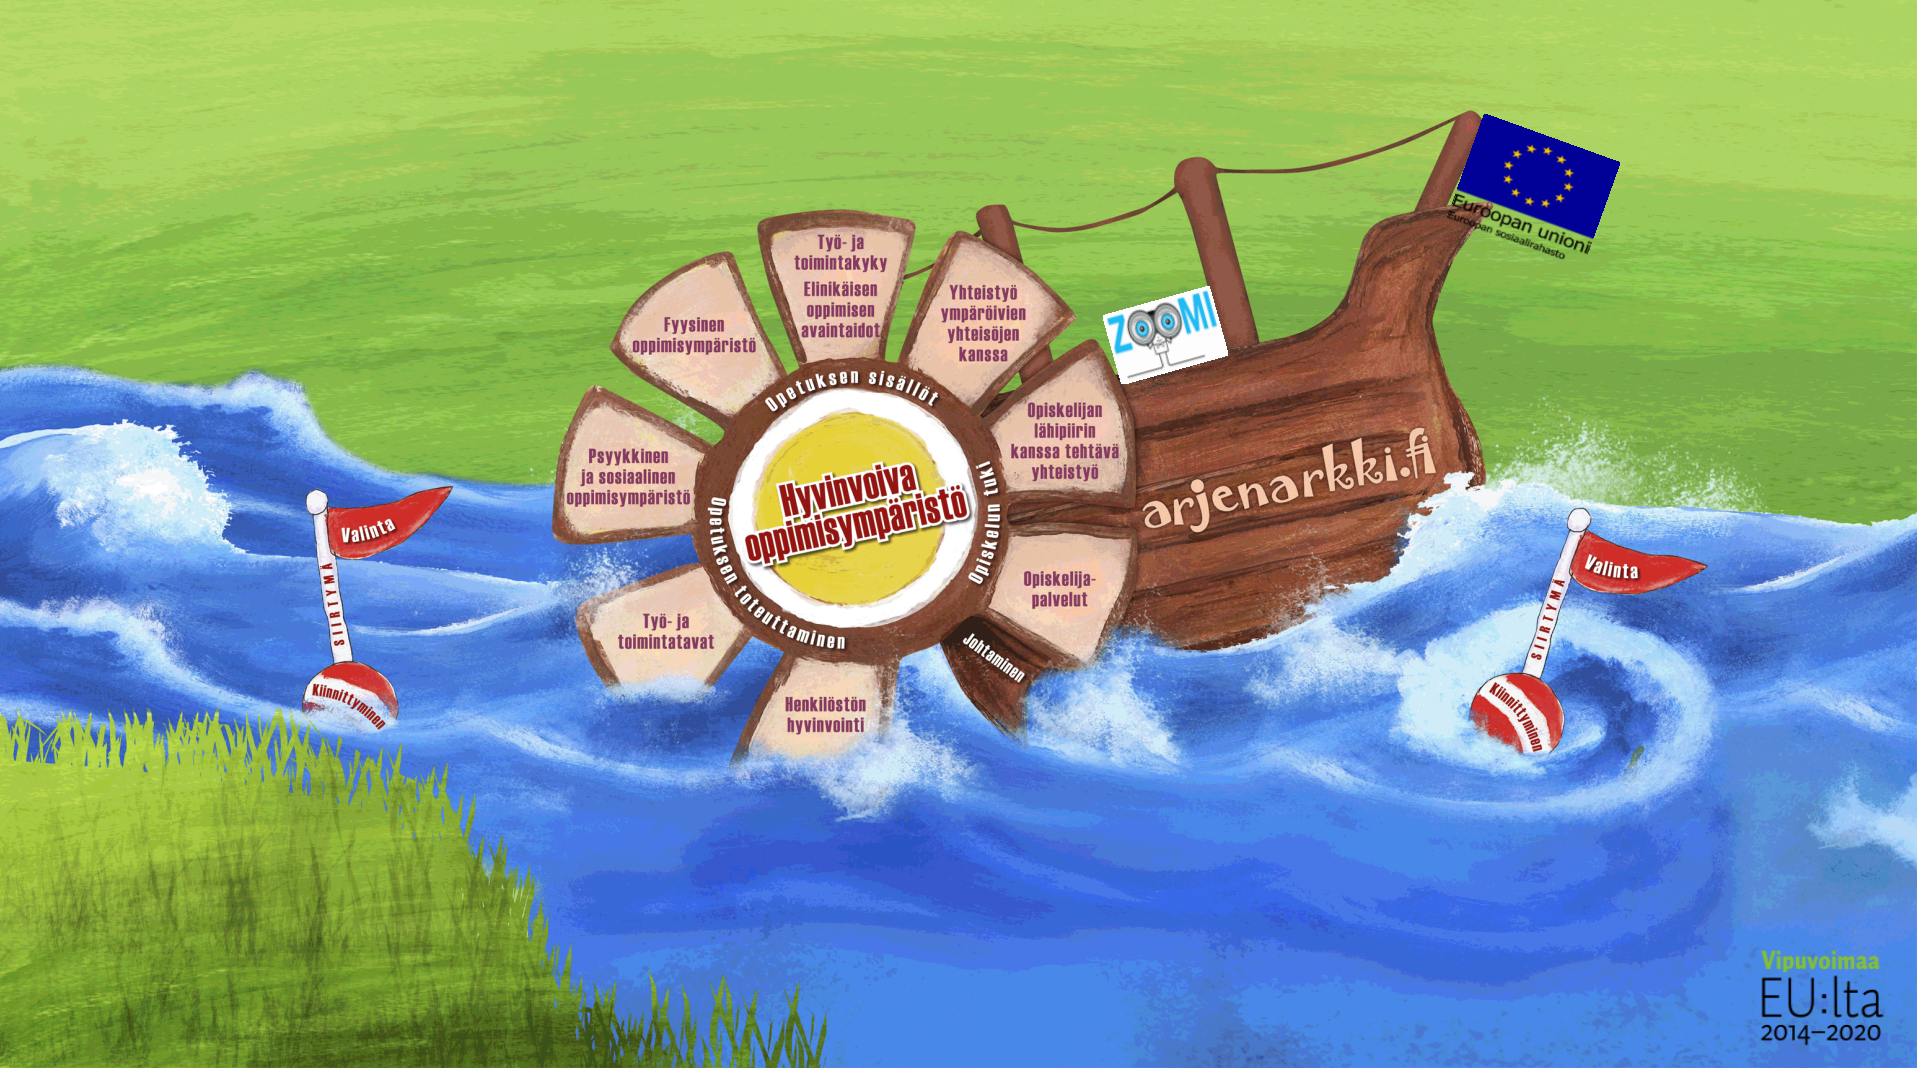 Euroopan unioni
Euroopan sosiaalirahasto
ZOOMI
arjenarkki.fi
Työ- ja
toimintakyky
Elinikäisen
oppimisen
avaintaidot
Yhteistyö
ympäröivien
yhteisöjen
kanssa
Opiskelijan
lähipiirin
kanssa tehtävä
yhteistyö
Opiskelija-
palvelut
Johtaminen
Henkilöstön
hyvinvointi
Työ- ja
toimintatavat
Psyykkinen
ja sosiaalinen
oppimisympäristö
Fyysinen
oppimisympäristö
Opetuksen sisällöt
Opiskelun tuki
Opetuksen toteuttaminen
Hyvinvoiva
oppimisympäristö
Valinta
SIIRTYMÄ
Kiinnittyminen
Valinta
SIIRTYMÄ
Kiinnittyminen
Vipuvoimaa
EU:lta
2014–2020